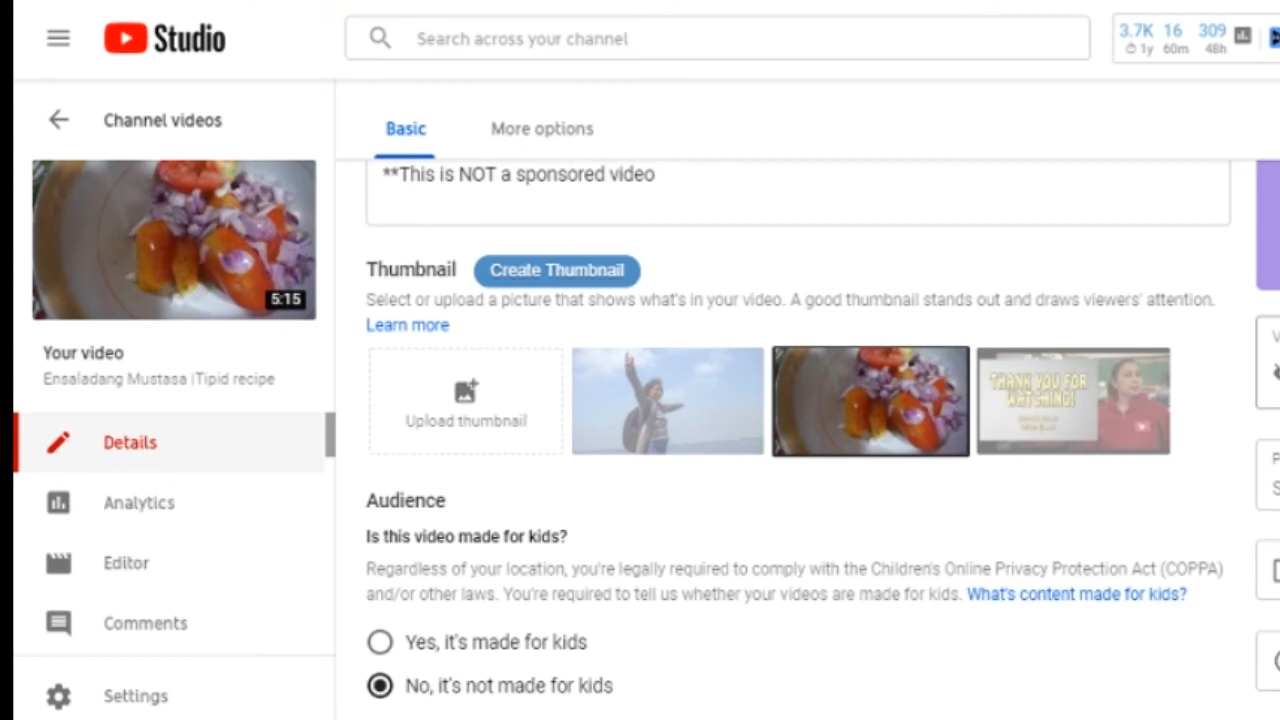 Studio
Search across your channel
3.7K 16 309
1y 60m 48h
Channel videos
Basic More options
**This is NOT a sponsored video
5:15
Thumbnail Create Thumbnail
Select or upload a picture that shows what's in your video. A good thumbnail stands out and draws viewers' attention.
Learn more
Your video
Ensaladang Mustasa |Tipid recipe
Upload thumbnail
THANK YOU FOR
WATCHING!
Details
Analytics
Editor
Comments
Settings
Audience
Is this video made for kids?
Regardless of your location, you're legally required to comply with the Children's Online Privacy Protection Act (COPPA)
and/or other laws. You're required to tell us whether your videos are made for kids. What's content made for kids?
Yes, it's made for kids
No, it's not made for kids